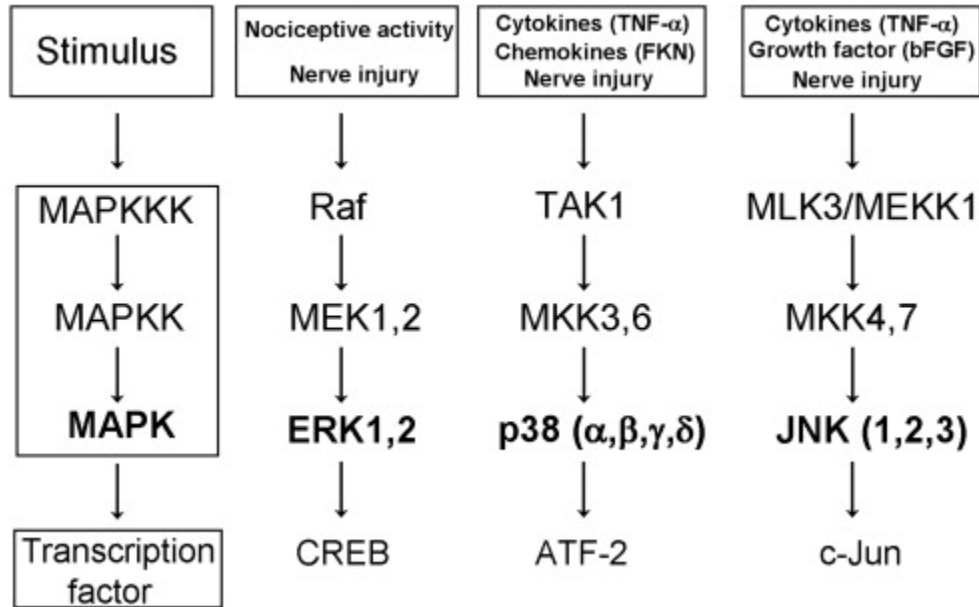 Stimulus
Nociceptive activity
Nerve injury
Cytokines (TNF-α)
Chemokines (FKN)
Nerve injury
Cytokines (TNF-α)
Growth factor (bFGF)
Nerve injury
MAPKKK
Raf
TAK1
MLK3/MEKK1
MAPKK
MEK1,2
MKK3,6
MKK4,7
MAPK
ERK1,2
p38 (α,β,γ,δ)
JNK (1,2,3)
Transcription
factor
CREB
ATF-2
c-Jun